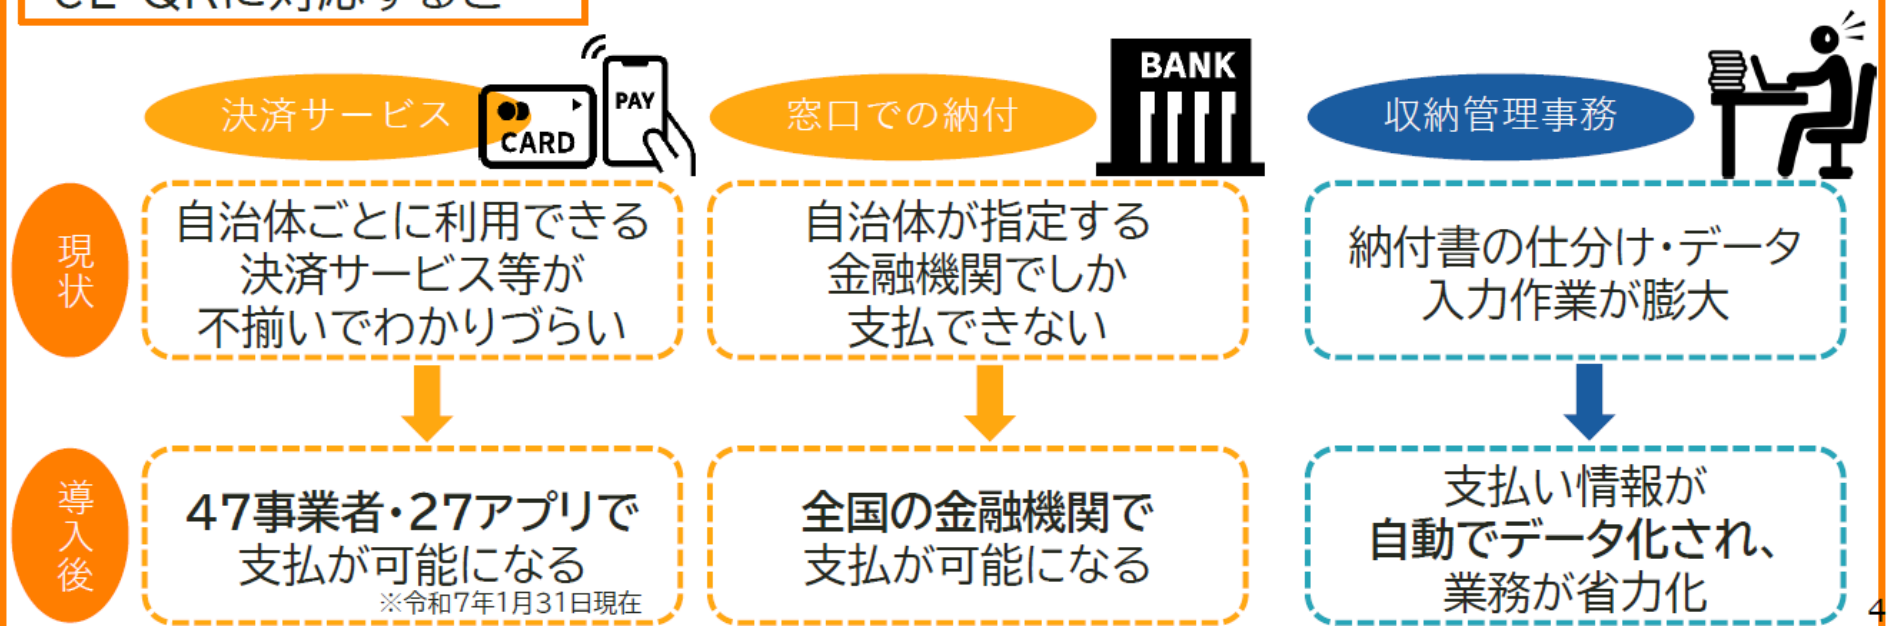 に対応すると
決済サービス
CARD
PAY
窓口での納付
BANK
収納管理事務
現状
自治体ごとに利用できる
決済サービス等が
不揃いでわかりづらい
自治体が指定する
金融機関でしか
支払できない
納付書の仕分け・データ
入力作業が膨大
導入後
47事業者・27アプリで
支払が可能になる
※令和7年1月31日現在
全国の金融機関で
支払が可能になる
支払い情報が
自動でデータ化され、
業務が省力化
4